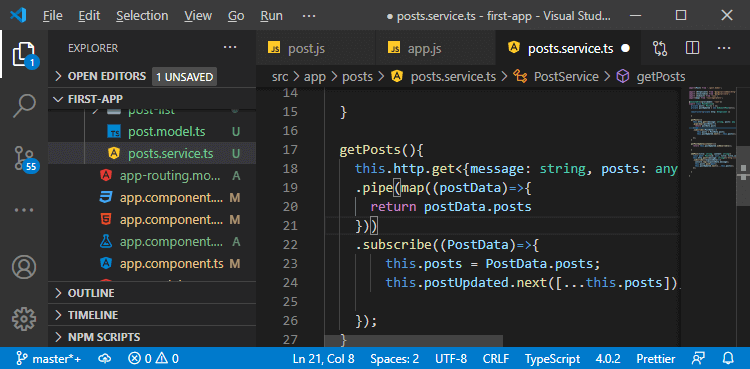 File Edit Selection View Go Run ... posts.service.ts - first-app - Visual Stud...
EXPLORER ...
OPEN EDITORS 1 UNSAVED
FIRST-APP
post-list
TS post.model.ts U
posts.service.ts U
app-routing.mo... A
app.component.... M
app.component.... M
app.component.... A
app.component.ts M
OUTLINE
TIMELINE
NPM SCRIPTS
1
55
post.js app.js posts.service.ts
src > app > posts > posts.service.ts > PostService > getPosts
14
15 }
16
17 getPosts(){
18 this.http.get<{message: string, posts: any
19 .pipe(map((postData)=>{
20 return postData.posts
21 }))
22 .subscribe((PostData)=>{
23 this.posts = PostData.posts;
24 this.postUpdated.next([...this.posts]);
25
26 });
27 }
master*+ 0 0 Ln 21, Col 8 Spaces: 2 UTF-8 CRLF TypeScript 4.0.2 Prettier